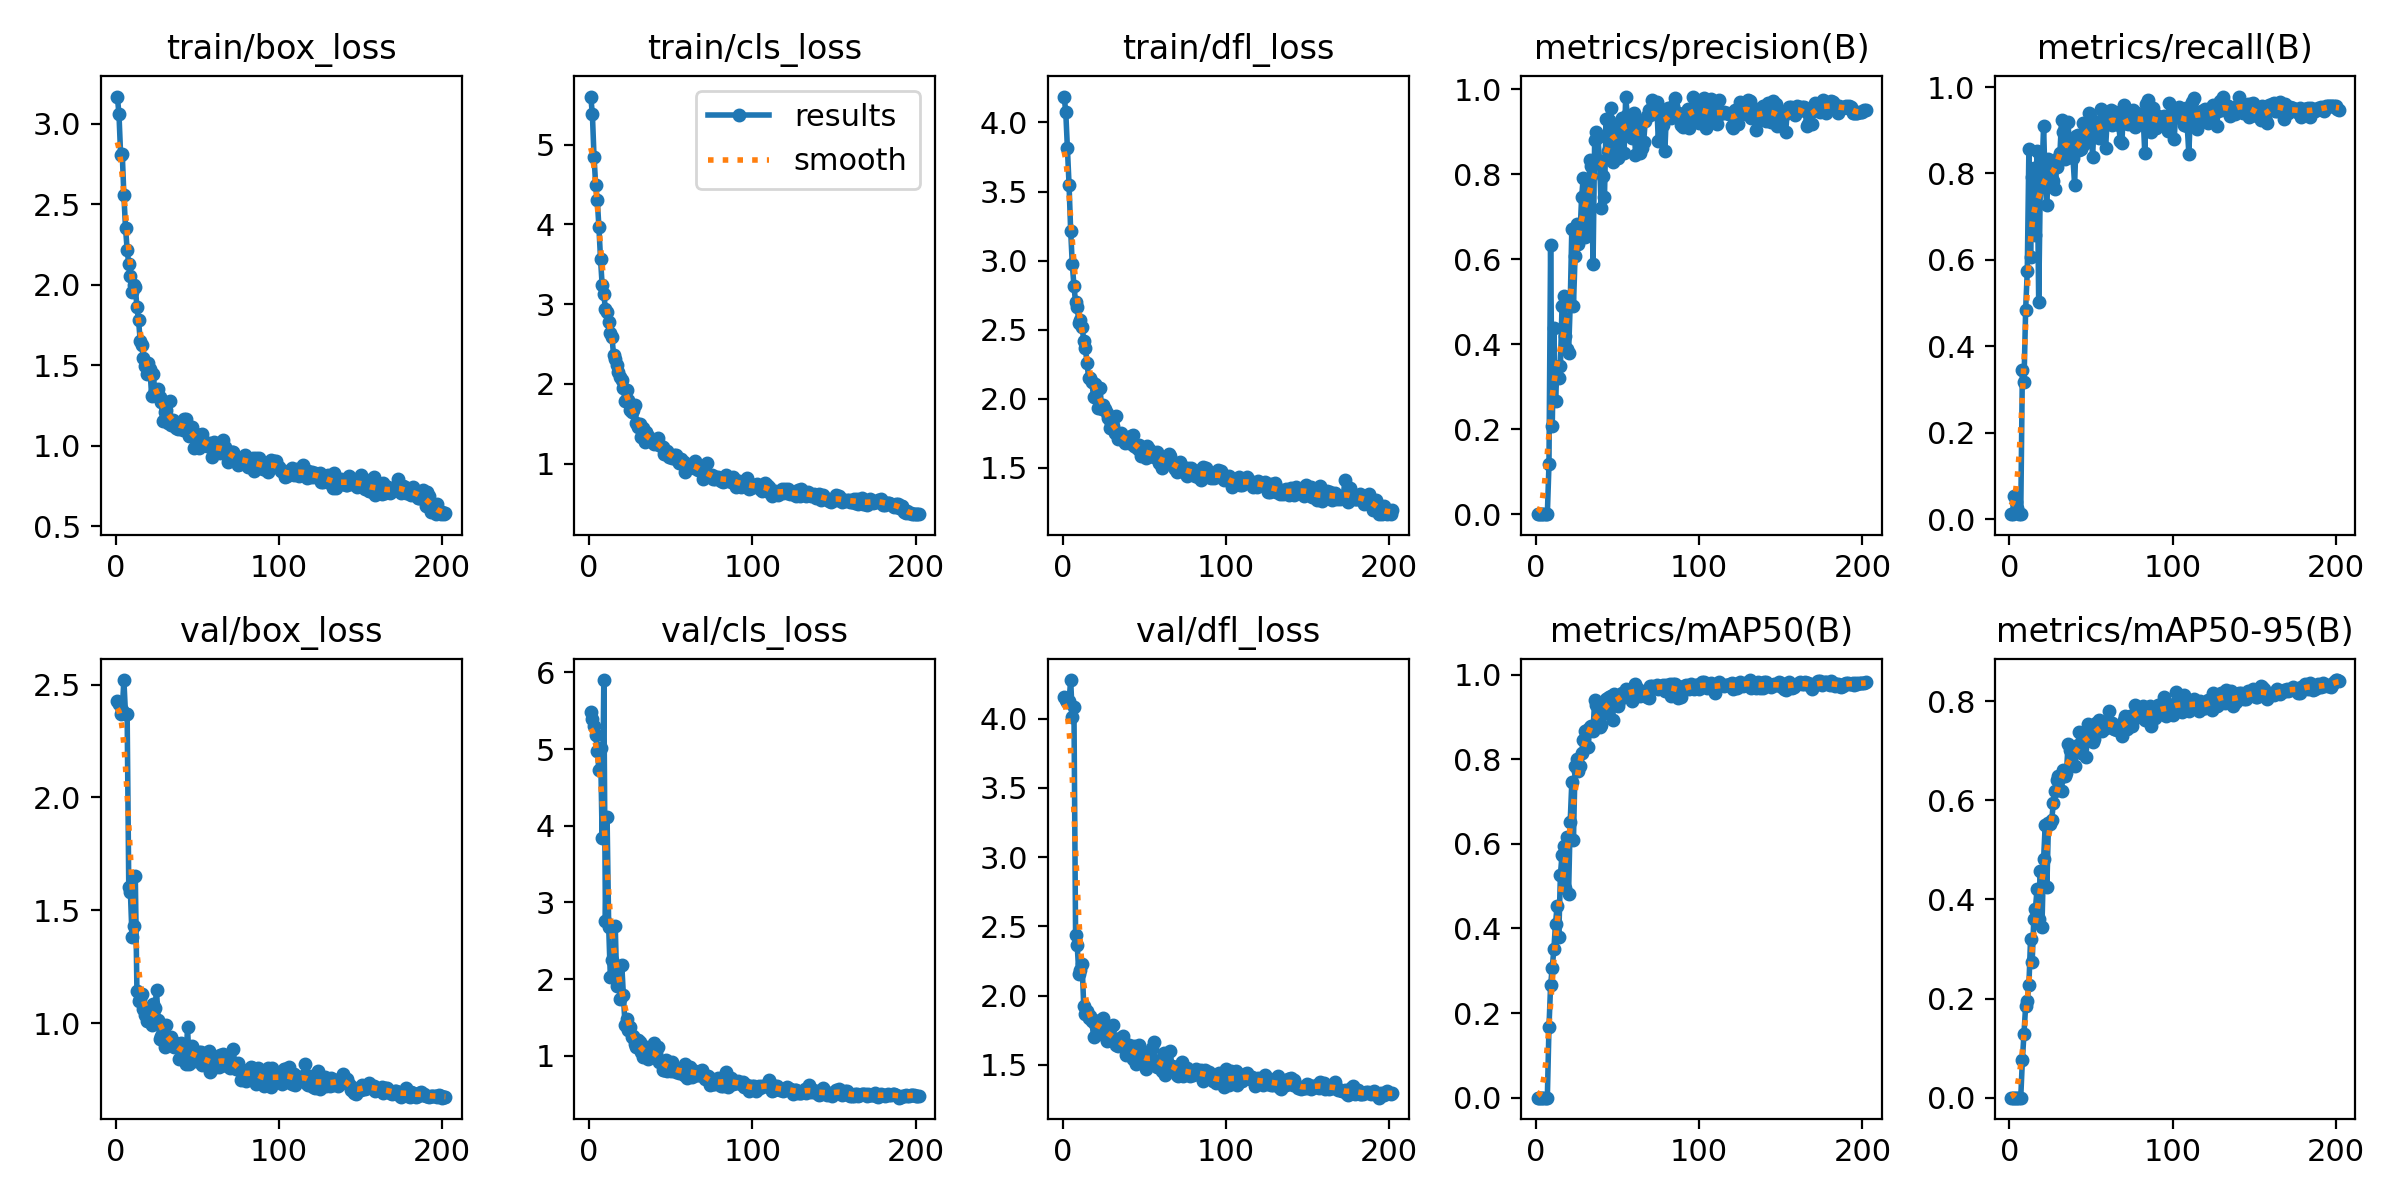 train/box_loss
3.0
2.5
2.0
1.5
1.0
0.5
0 100 200
train/cls_loss
results
smooth
5
4
3
2
1
0 100 200
train/dfl_loss
4.0
3.5
3.0
2.5
2.0
1.5
0 100 200
metrics/precision(B)
1.0
0.8
0.6
0.4
0.2
0.0
0 100 200
metrics/recall(B)
1.0
0.8
0.6
0.4
0.2
0.0
0 100 200
val/box_loss
2.5
2.0
1.5
1.0
0 100 200
val/cls_loss
6
5
4
3
2
1
0 100 200
val/dfl_loss
4.0
3.5
3.0
2.5
2.0
1.5
0 100 200
metrics/mAP50(B)
1.0
0.8
0.6
0.4
0.2
0.0
0 100 200
metrics/mAP50-95(B)
0.8
0.6
0.4
0.2
0.0
0 100 200